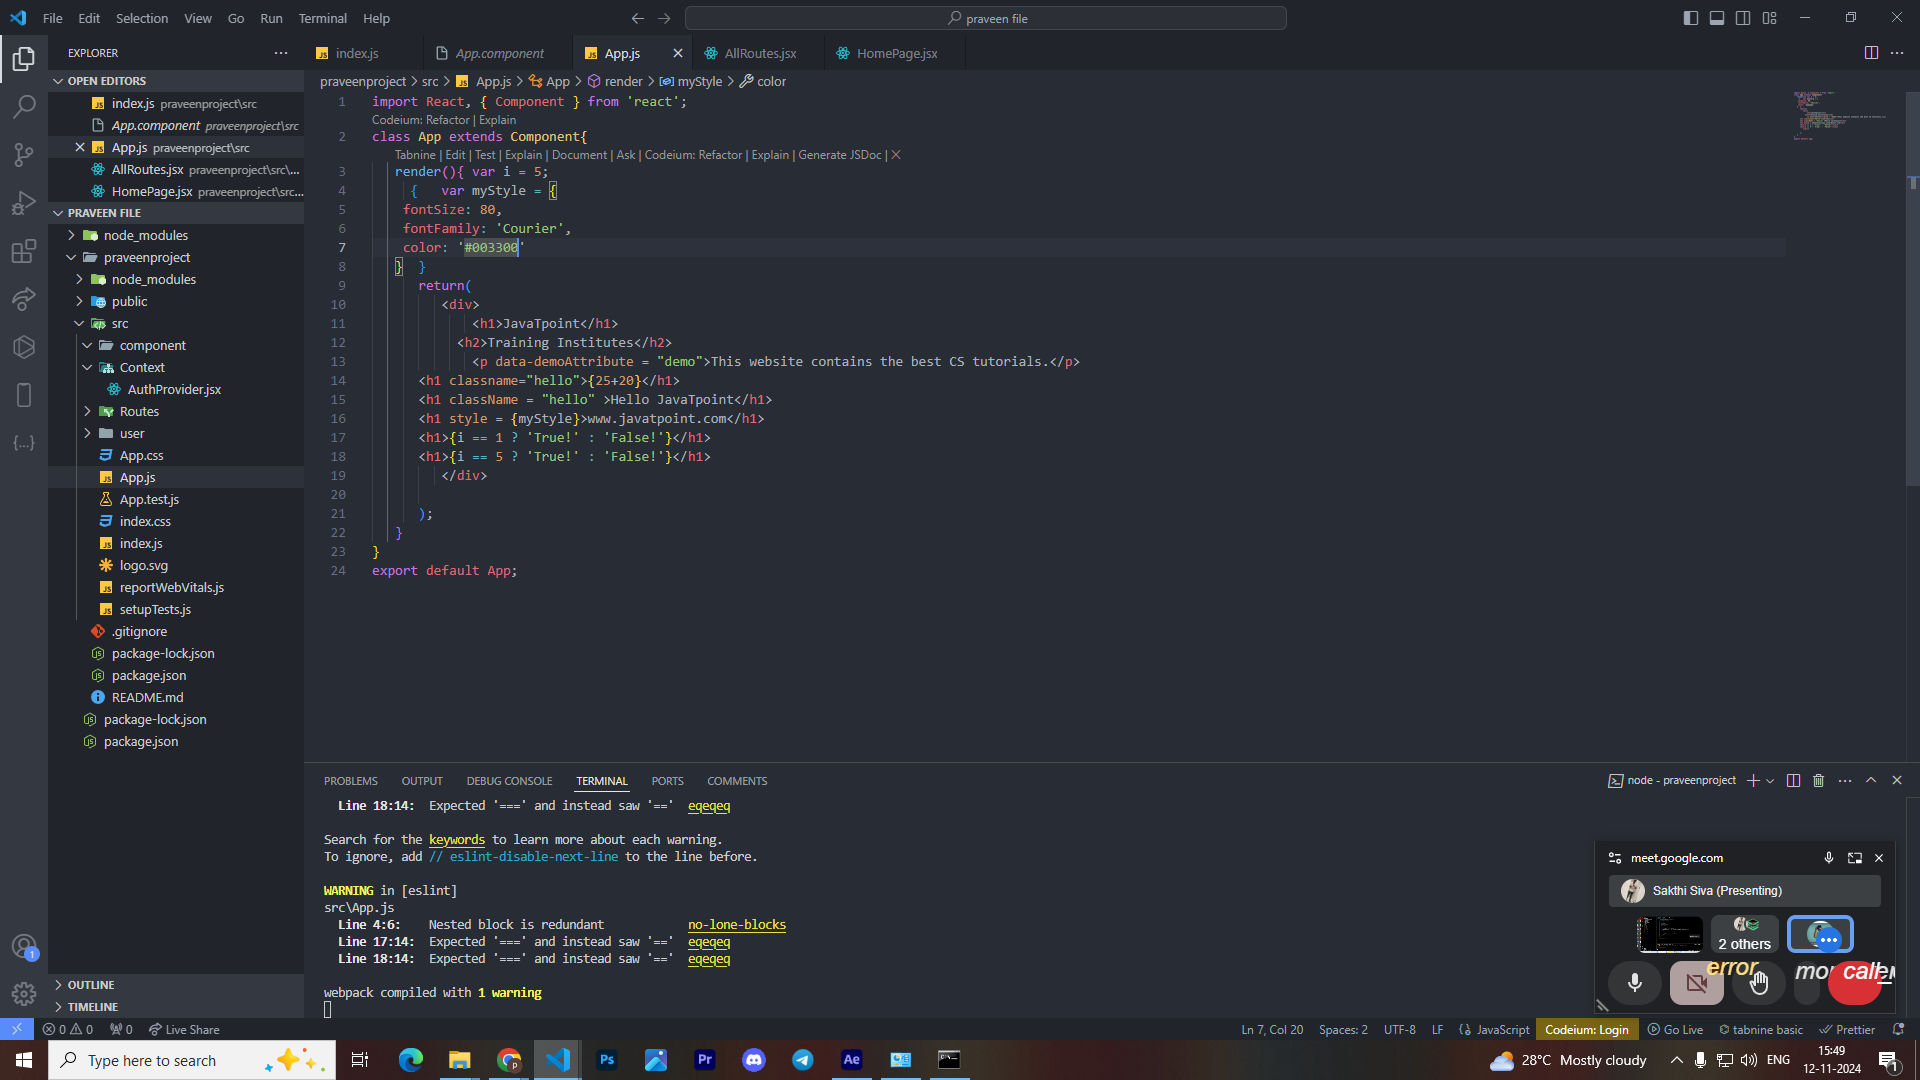 File Edit Selection View Go Run Terminal Help
praveen file
EXPLORER
OPEN EDITORS
index.js praveenproject\src
App.component praveenproject\src
App.js praveenproject\src
AllRoutes.jsx praveenproject\src\...
HomePage.jsx praveenproject\src...
PRAVEEN FILE
node_modules
praveenproject
node_modules
public
src
component
Context
AuthProvider.jsx
Routes
user
App.css
App.js
App.test.js
index.css
index.js
logo.svg
reportWebVitals.js
setupTests.js
.gitignore
package-lock.json
package.json
README.md
package-lock.json
package.json
OUTLINE
TIMELINE
index.js App.component App.js AllRoutes.jsx HomePage.jsx
praveenproject > src > App.js > App > render > myStyle > color
1 import React, { Component } from 'react';
Codeium: Refactor | Explain
2 class App extends Component{
Tabnine | Edit | Test | Explain | Document | Ask | Codeium: Refactor | Explain | Generate JSDoc | X
3 render(){ var i = 5;
4 { var myStyle = {
5 fontSize: 80,
6 fontFamily: 'Courier',
7 color: '#003300'
8 } }
9 return(
10 <div>
11 <h1>JavaTpoint</h1>
12 <h2>Training Institutes</h2>
13 <p data-demoAttribute = "demo">This website contains the best CS tutorials.</p>
14 <h1 classname="hello">{25+20}</h1>
15 <h1 className = "hello" >Hello JavaTpoint</h1>
16 <h1 style = {myStyle}>www.javatpoint.com</h1>
17 <h1>{i == 1 ? 'True!' : 'False!'}</h1>
18 <h1>{i == 5 ? 'True!' : 'False!'}</h1>
19 </div>
20
21 );
22 }
23 }
24 export default App;
PROBLEMS OUTPUT DEBUG CONSOLE TERMINAL PORTS COMMENTS
node - praveenproject
Line 18:14: Expected '===' and instead saw '==' eqeqeq
Search for the keywords to learn more about each warning.
To ignore, add // eslint-disable-next-line to the line before.
WARNING in [eslint]
src\App.js
Line 4:6: Nested block is redundant no-lone-blocks
Line 17:14: Expected '===' and instead saw '==' eqeqeq
Line 18:14: Expected '===' and instead saw '==' eqeqeq
webpack compiled with 1 warning
meet.google.com
Sakthi Siva (Presenting)
2 others
error
caller
1
0 0 0 Live Share
Ln 7, Col 20 Spaces: 2 UTF-8 LF JavaScript Codeium: Login Go Live tabnine basic Prettier
Type here to search
Ps Pr Ae
28°C Mostly cloudy
ENG
15:49
12-11-2024
1